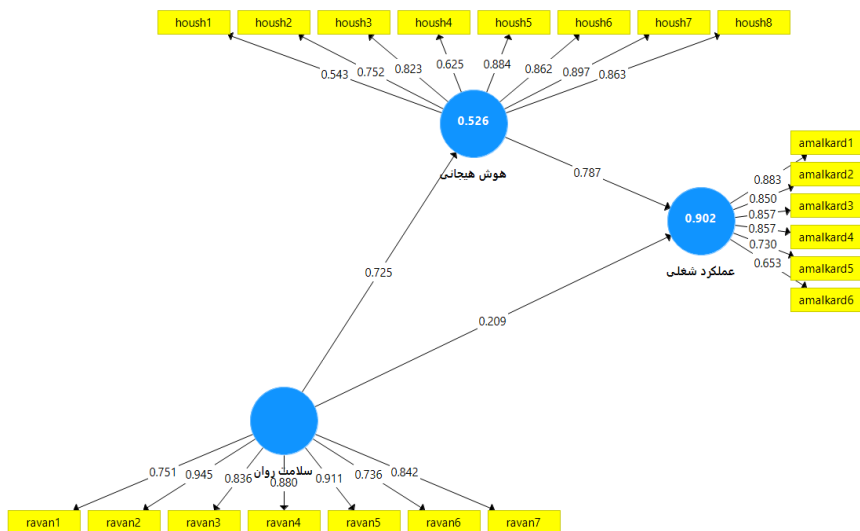 housh1 housh2 housh3 housh4 housh5 housh6 housh7 housh8
0.543 0.752 0.823 0.625 0.884 0.862 0.897 0.863
0.526
هوش هیجانی
0.787
amalkard1
amalkard2
amalkard3
amalkard4
amalkard5
amalkard6
0.883
0.850
0.857
0.857
0.730
0.653
0.902
عملکرد شغلی
0.725
0.209
سلامت روان
0.751 0.945 0.836 0.880 0.911 0.736 0.842
ravan1 ravan2 ravan3 ravan4 ravan5 ravan6 ravan7